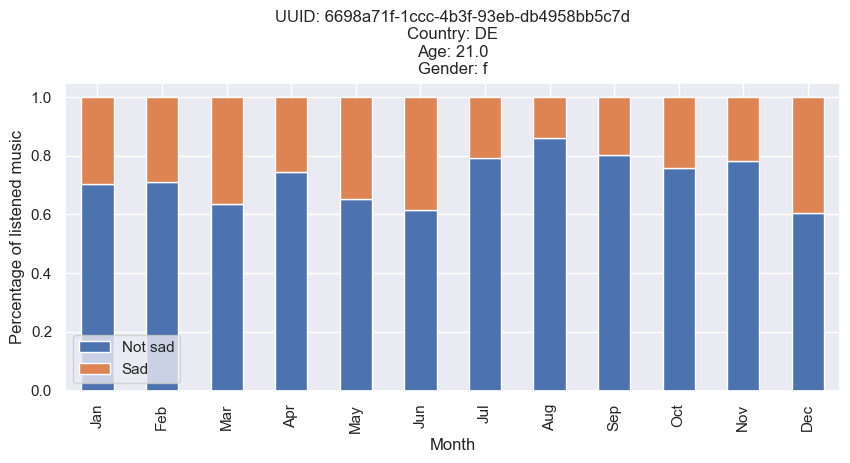 UUID: 6698a71f-1ccc-4b3f-93eb-db4958bb5c7d
Country: DE
Age: 21.0
Gender: f
Percentage of listened music
1.0
0.8
0.6
0.4
0.2
0.0
Not sad
Sad
Jan
Feb
Mar
Apr
May
Jun
Jul
Aug
Sep
Oct
Nov
Dec
Month